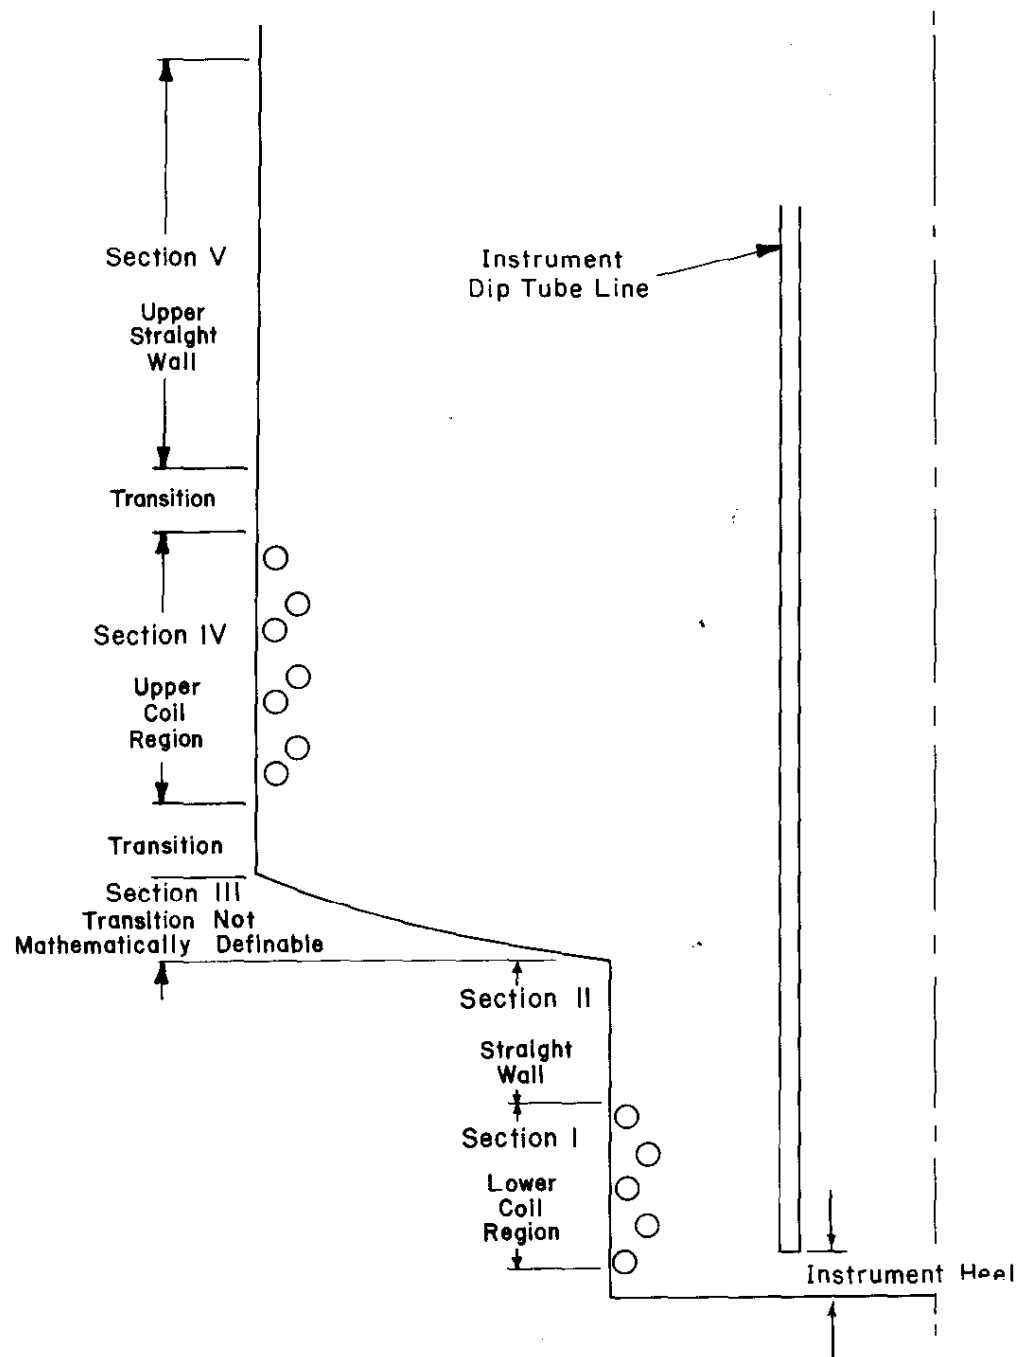 Section V
Upper
Straight
Wall
Instrument
Dip Tube Line
Transition
Section IV
Upper
Coil
Region
Transition
Section III
Transition Not
Mathematically Definable
Section II
Straight
Wall
Section I
Lower
Coil
Region
Instrument Heel